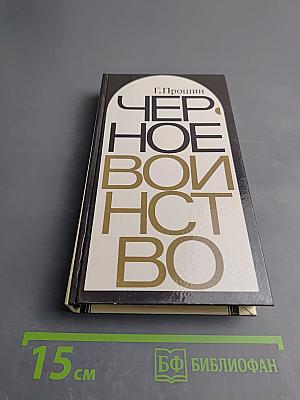 Г. Прошин
ЧЕР
НОЕ
ВОИ
НСТ
ВО
15 см
БФ БИБЛИОФАН